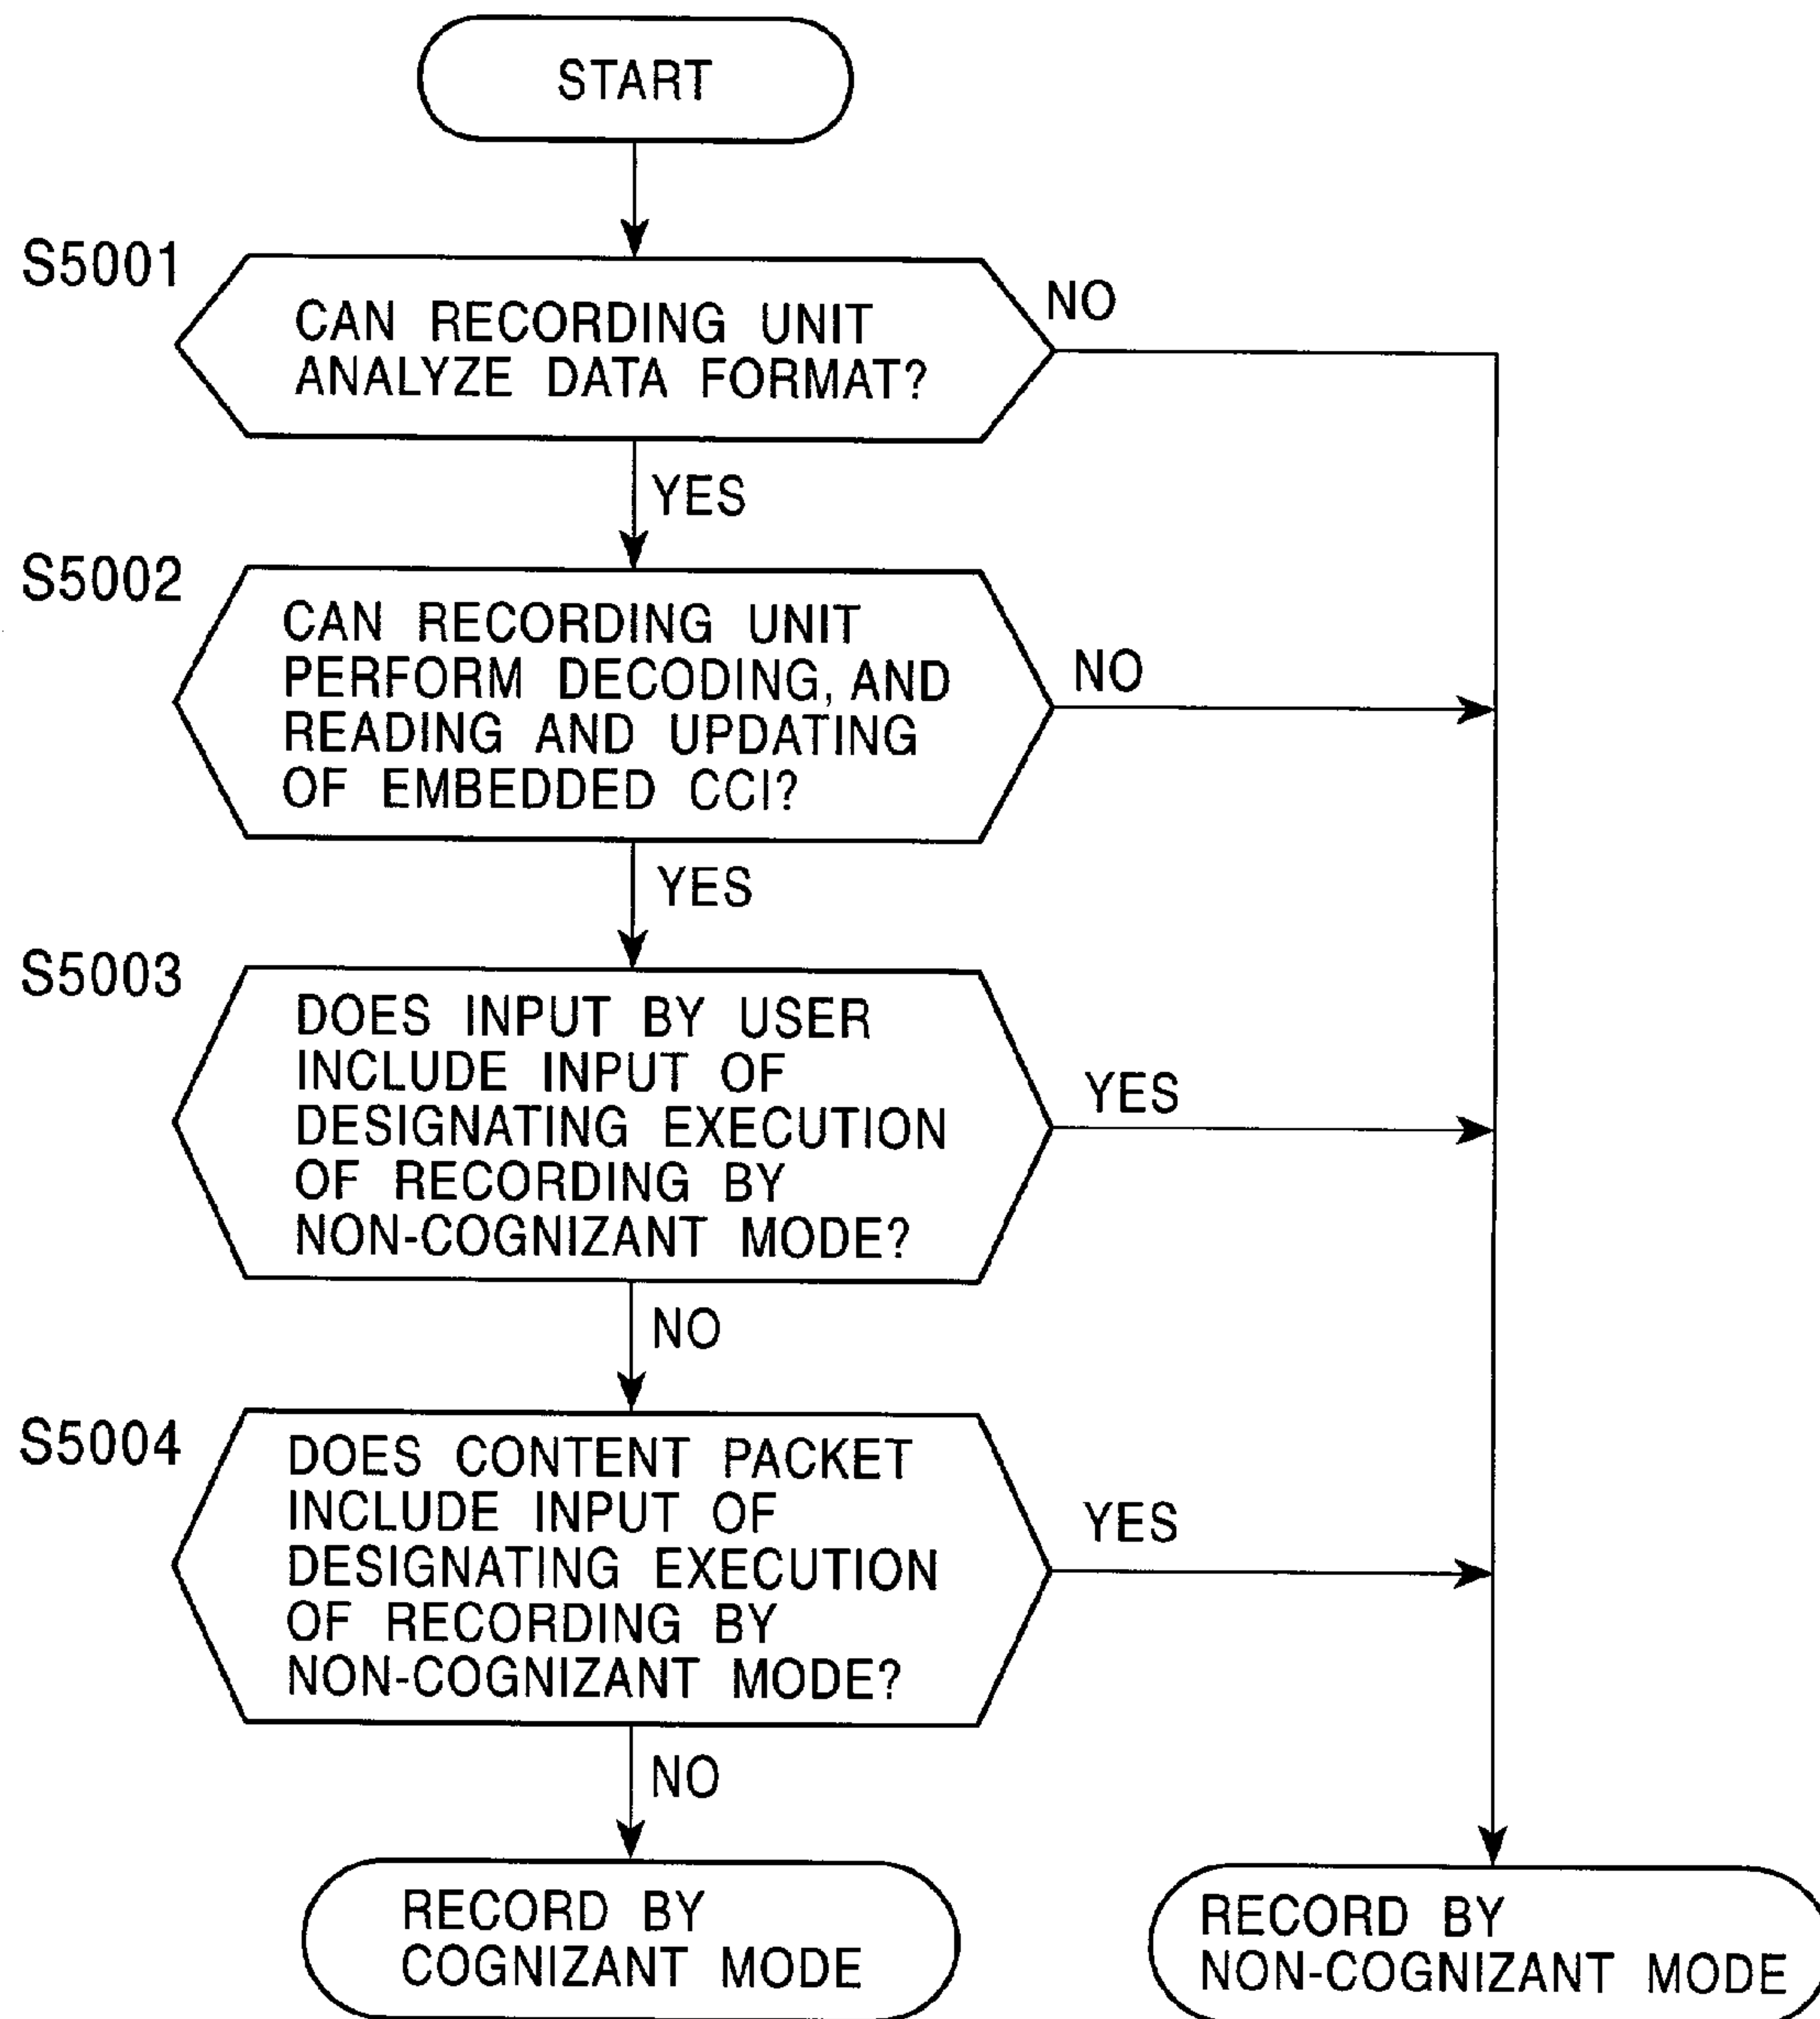 START
S5001
CAN RECORDING UNIT
ANALYZE DATA FORMAT?
NO
YES
S5002
CAN RECORDING UNIT
PERFORM DECODING, AND
READING AND UPDATING
OF EMBEDDED CCI?
NO
YES
S5003
DOES INPUT BY USER
INCLUDE INPUT OF
DESIGNATING EXECUTION
OF RECORDING BY
NON-COGNIZANT MODE?
YES
NO
S5004
DOES CONTENT PACKET
INCLUDE INPUT OF
DESIGNATING EXECUTION
OF RECORDING BY
NON-COGNIZANT MODE?
YES
NO
RECORD BY
COGNIZANT MODE
RECORD BY
NON-COGNIZANT MODE